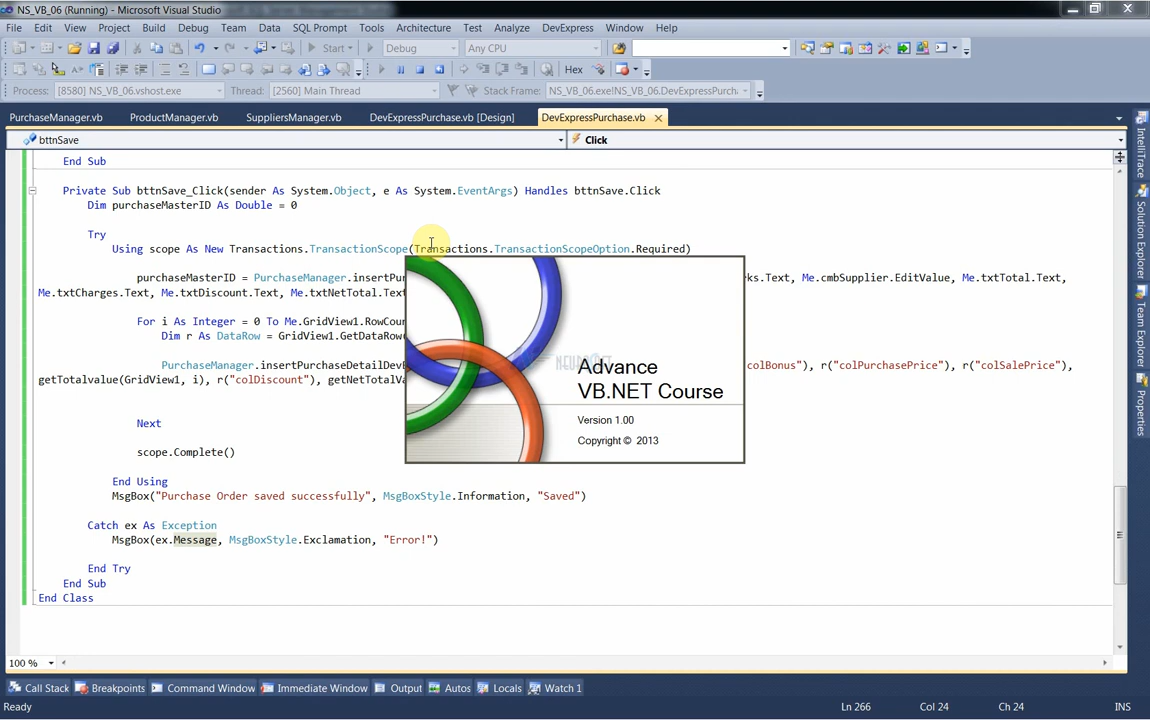 NS_VB_06 (Running) - Microsoft Visual Studio
File Edit View Project Build Debug Team Data SQL Prompt Tools Architecture Test Analyze DevExpress Window Help
Start Debug Any CPU
Hex
Process: [8580] NS_VB_06.vshost.exe Thread: [2560] Main Thread Stack Frame: NS_VB_06.exe!NS_VB_06.DevExpressPurcha
PurchaseManager.vb ProductManager.vb SuppliersManager.vb DevExpressPurchase.vb [Design] DevExpressPurchase.vb
bttnSave Click
End Sub
Private Sub bttnSave_Click(sender As System.Object, e As System.EventArgs) Handles bttnSave.Click
Dim purchaseMasterID As Double = 0
Try
Using scope As New Transactions.TransactionScope(Transactions.TransactionScopeOption.Required)
purchaseMasterID = PurchaseManager.insertPur ks.Text, Me.cmbSupplier.EditValue, Me.txtTotal.Text,
Me.txtCharges.Text, Me.txtDiscount.Text, Me.txtNetTotal.Text
For i As Integer = 0 To Me.GridView1.RowCou
Dim r As DataRow = GridView1.GetDataRow
PurchaseManager.insertPurchaseDetailDev colBonus"), r("colPurchasePrice"), r("colSalePrice"),
getTotalvalue(GridView1, i), r("colDiscount"), getNetTotalVa
Next
scope.Complete()
End Using
MsgBox("Purchase Order saved successfully", MsgBoxStyle.Information, "Saved")
Catch ex As Exception
MsgBox(ex.Message, MsgBoxStyle.Exclamation, "Error!")
End Try
End Sub
End Class
Advance
VB.NET Course
Version 1.00
Copyright © 2013
IntelliTrace
Solution Explorer
Team Explorer
Properties
100 %
Call Stack Breakpoints Command Window Immediate Window Output Autos Locals Watch 1
Ready Ln 266 Col 24 Ch 24 INS